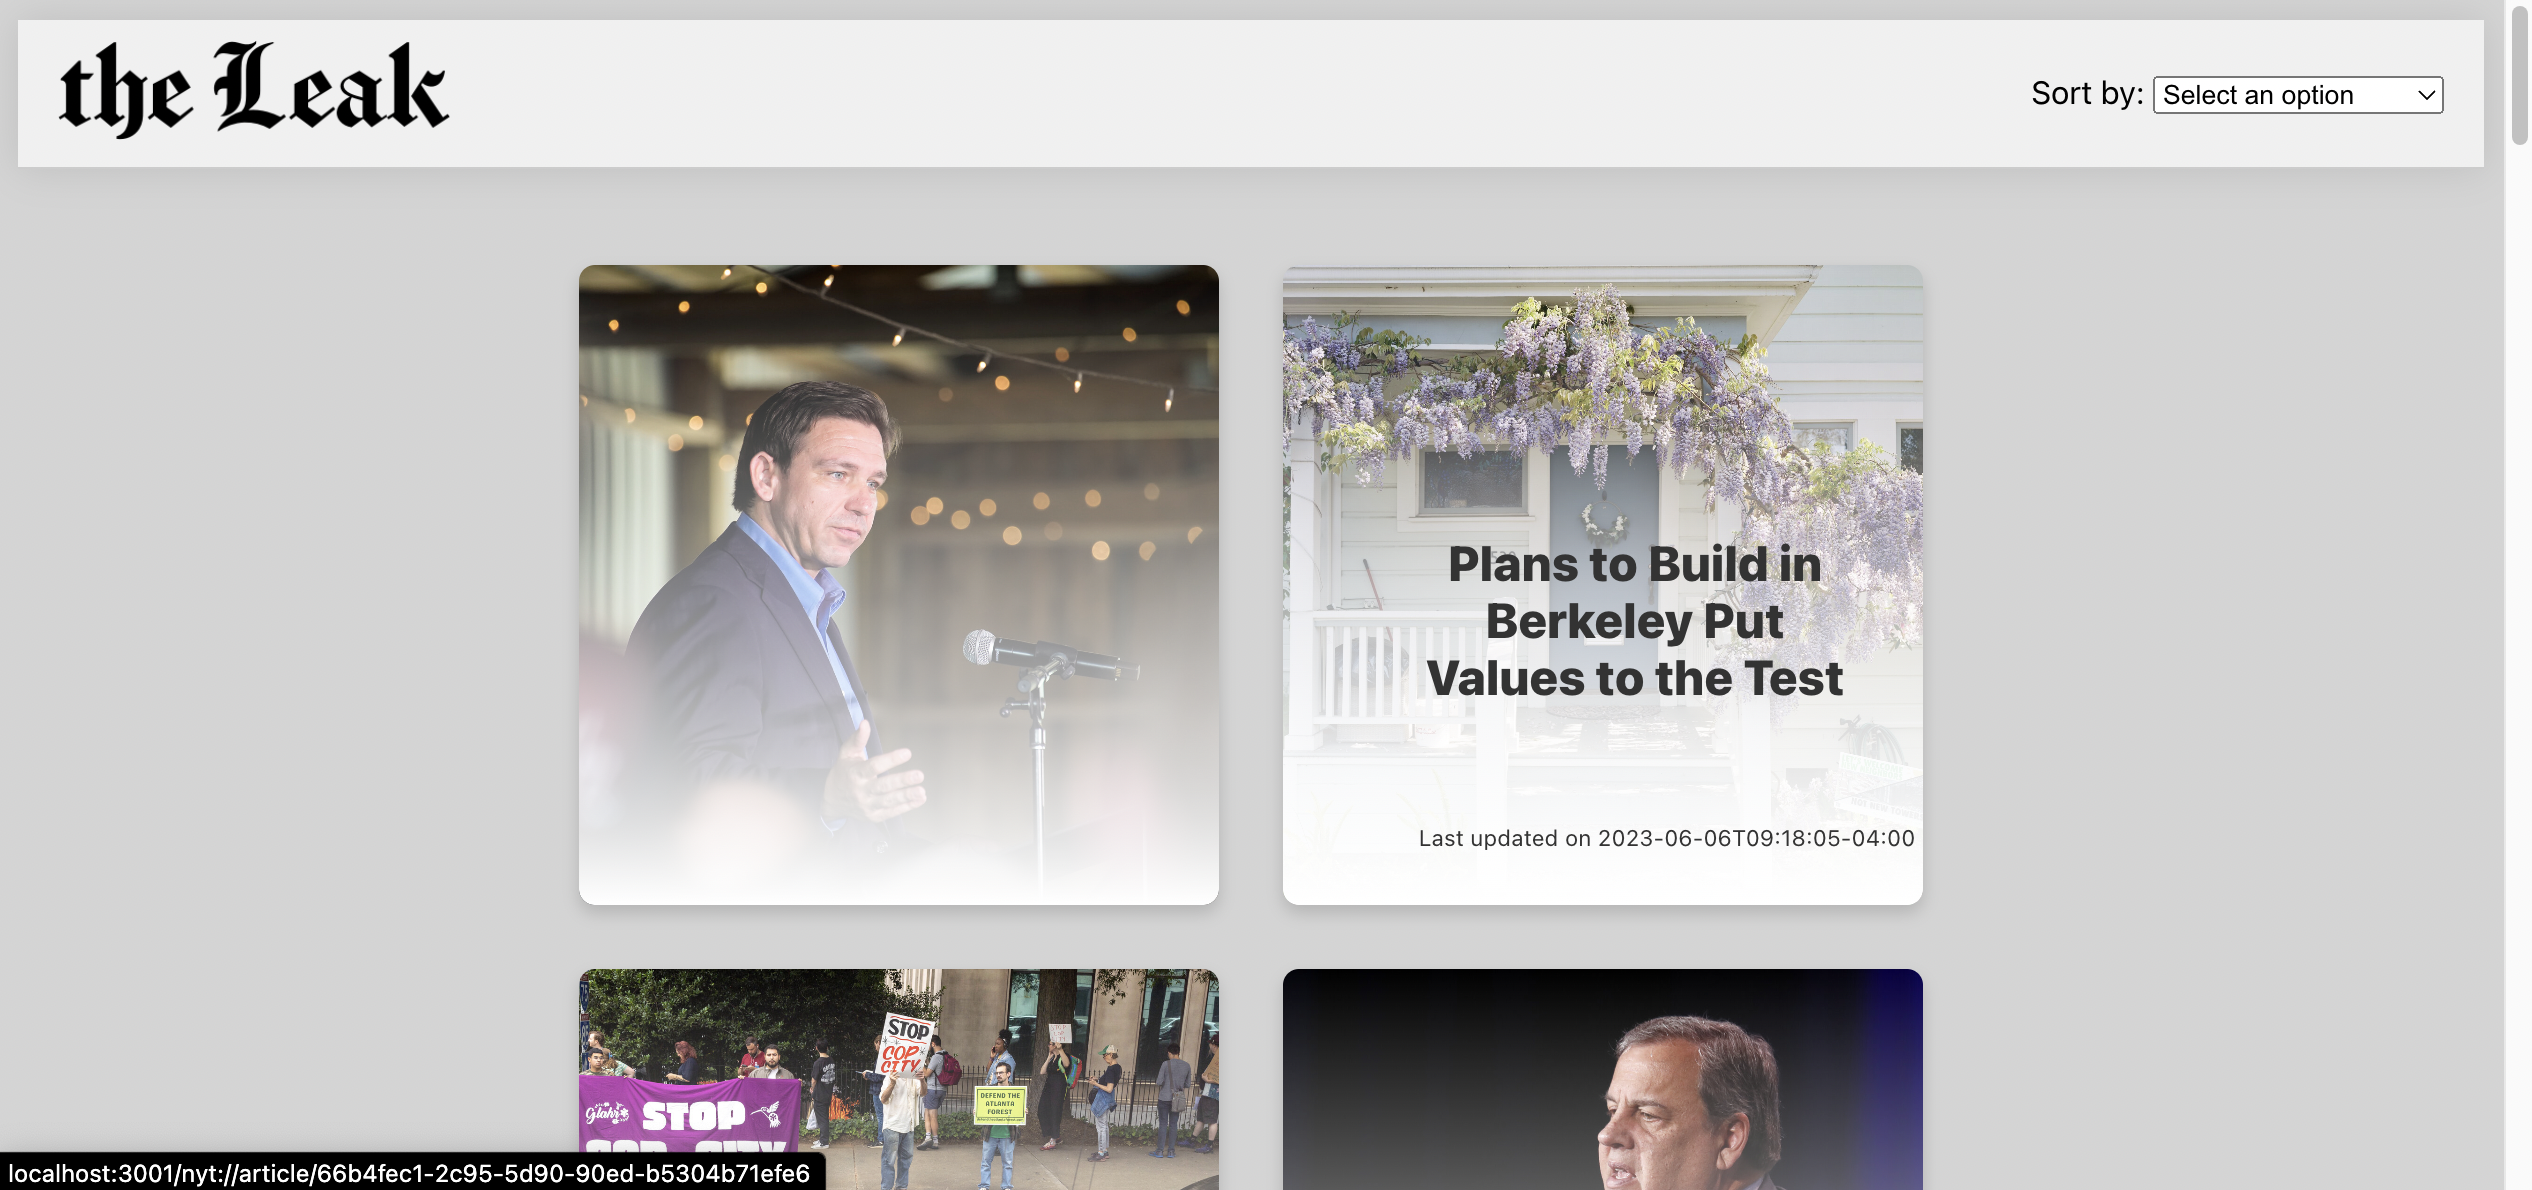 the Leak
Sort by: Select an option
Plans to Build in
Berkeley Put
Values to the Test
Last updated on 2023-06-06T09:18:05-04:00
STOP
COP
CITY
DEFEND THE
ATLANTA
FOREST
STOP
COP CITY
localhost:3001/nyt://article/66b4fec1-2c95-5d90-90ed-b5304b71efe6